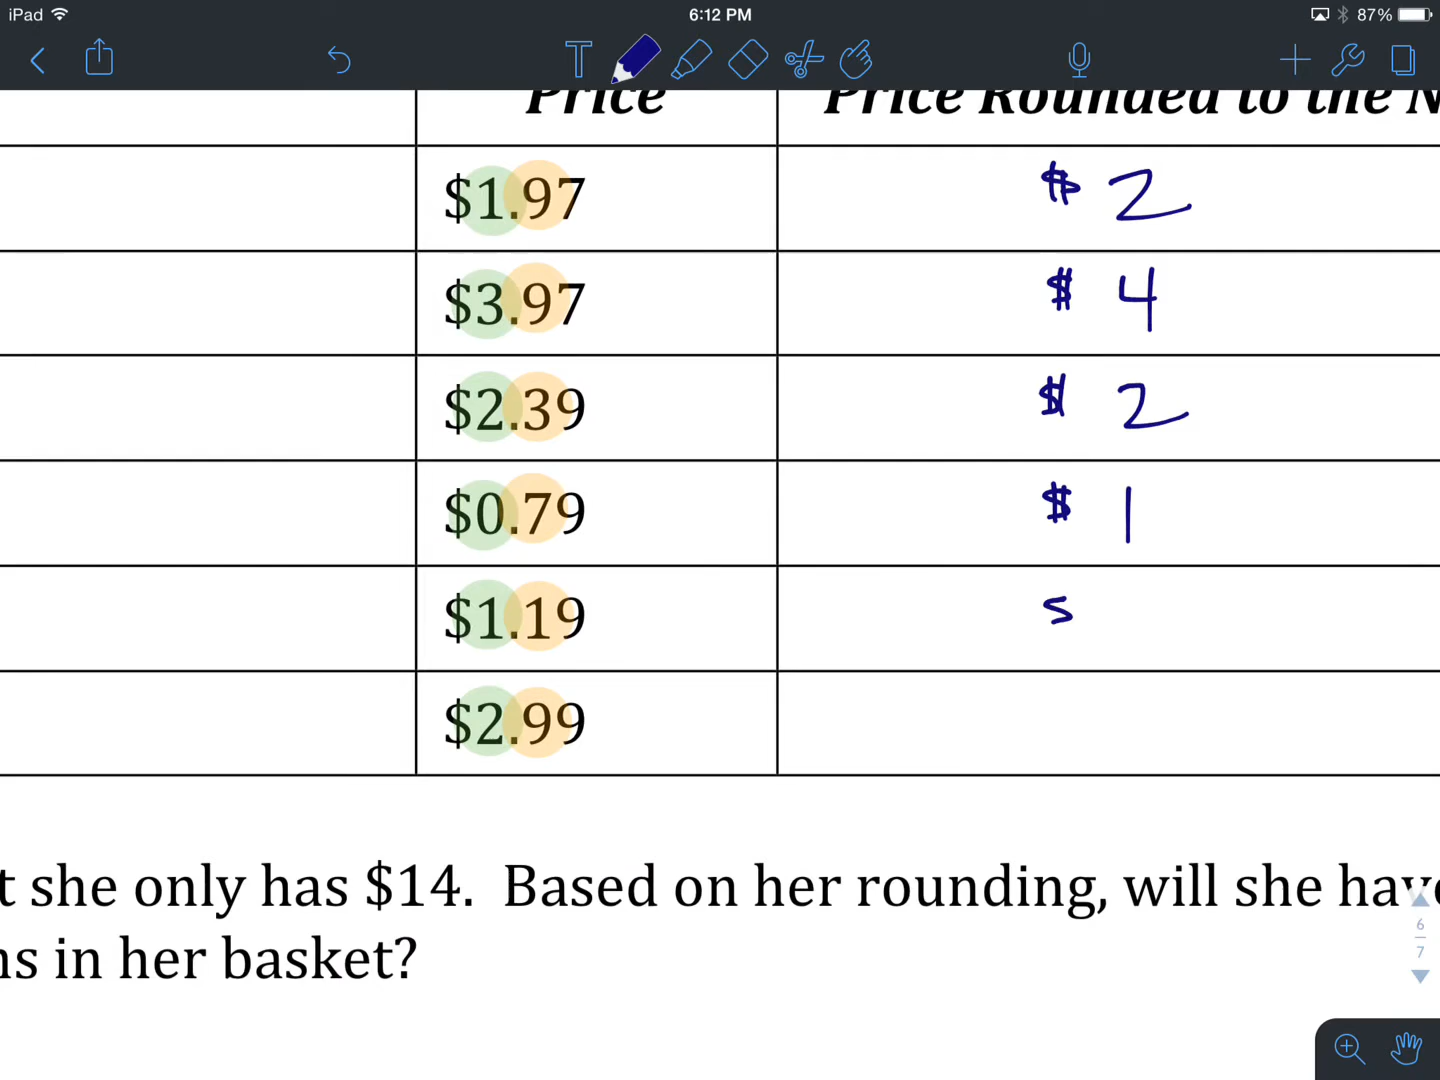 iPad 6:12 PM 87%
T
Price Price Rounded to the N
$1.97 $ 2
$3.97 $ 4
$2.39 $ 2
$0.79 $ 1
$1.19 s
$2.99
t she only has $14. Based on her rounding, will she have
ns in her basket?
6
7